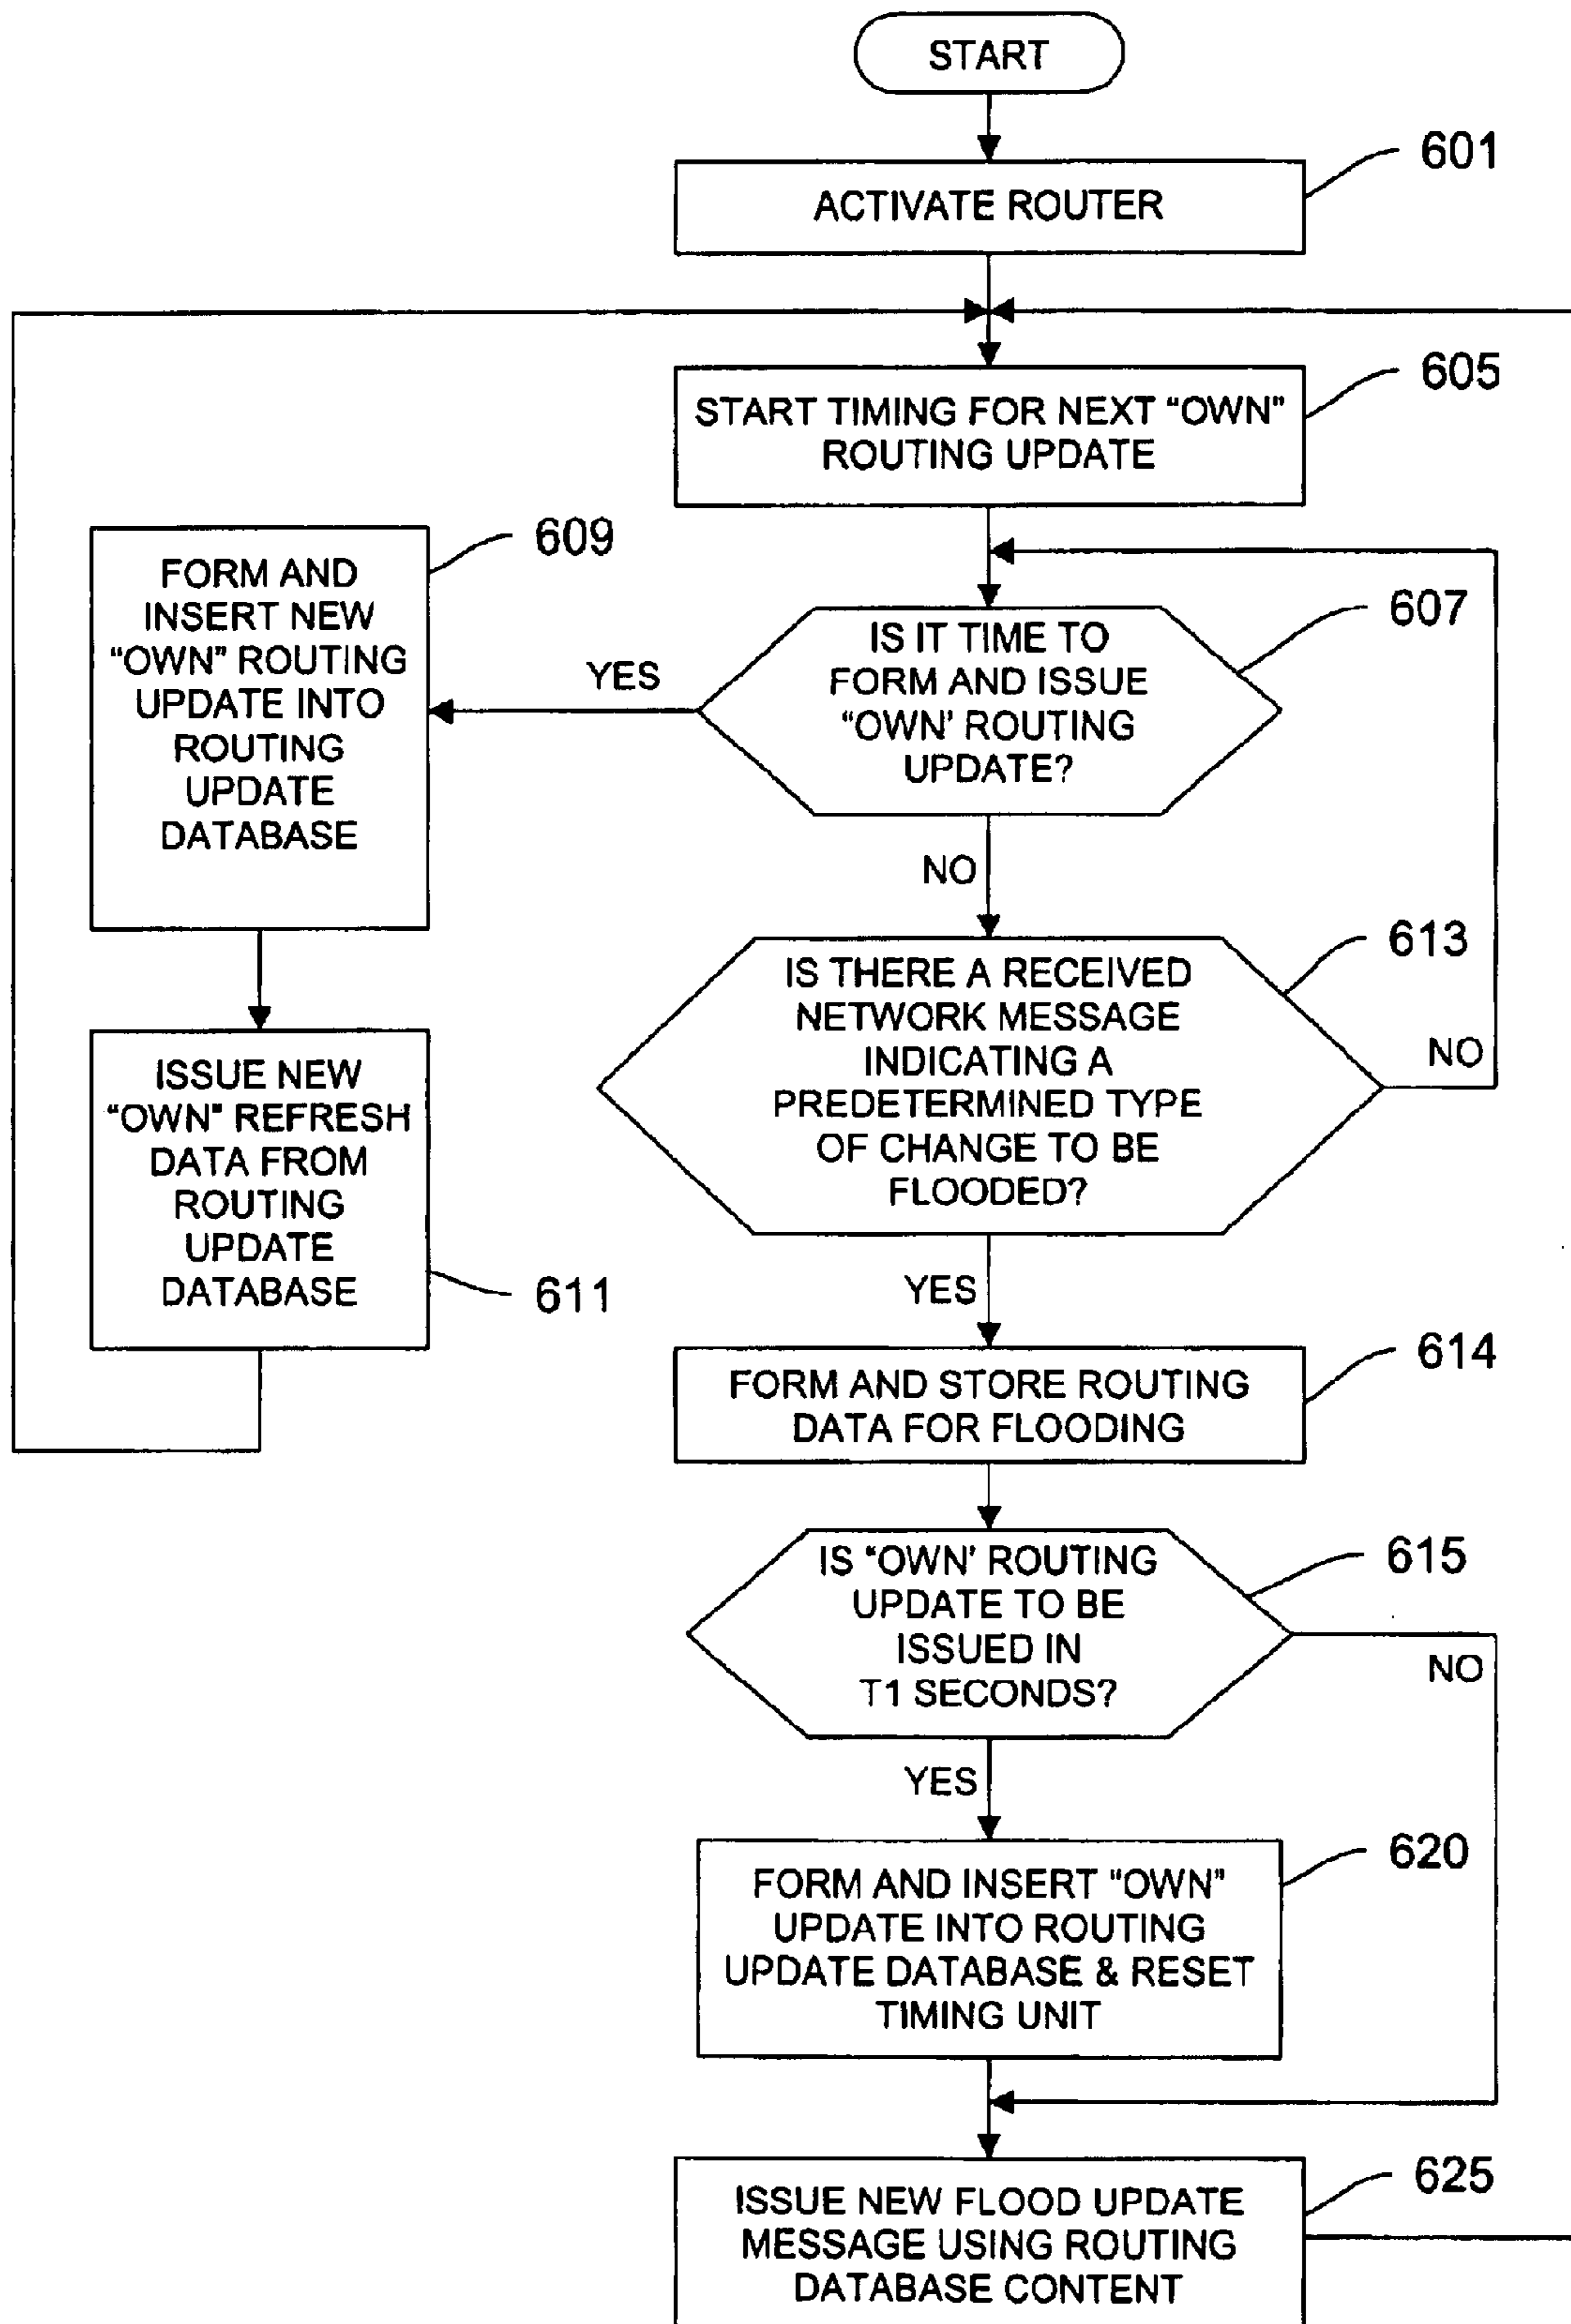 START
601
ACTIVATE ROUTER
605
START TIMING FOR NEXT “OWN”
ROUTING UPDATE
609
FORM AND
INSERT NEW
“OWN” ROUTING
UPDATE INTO
ROUTING
UPDATE
DATABASE
607
IS IT TIME TO
FORM AND ISSUE
“OWN’ ROUTING
UPDATE?
YES
NO
613
IS THERE A RECEIVED
NETWORK MESSAGE
INDICATING A
PREDETERMINED TYPE
OF CHANGE TO BE
FLOODED?
NO
ISSUE NEW
“OWN” REFRESH
DATA FROM
ROUTING
UPDATE
DATABASE
611
YES
614
FORM AND STORE ROUTING
DATA FOR FLOODING
615
IS “OWN’ ROUTING
UPDATE TO BE
ISSUED IN
T1 SECONDS?
NO
YES
620
FORM AND INSERT “OWN”
UPDATE INTO ROUTING
UPDATE DATABASE & RESET
TIMING UNIT
625
ISSUE NEW FLOOD UPDATE
MESSAGE USING ROUTING
DATABASE CONTENT